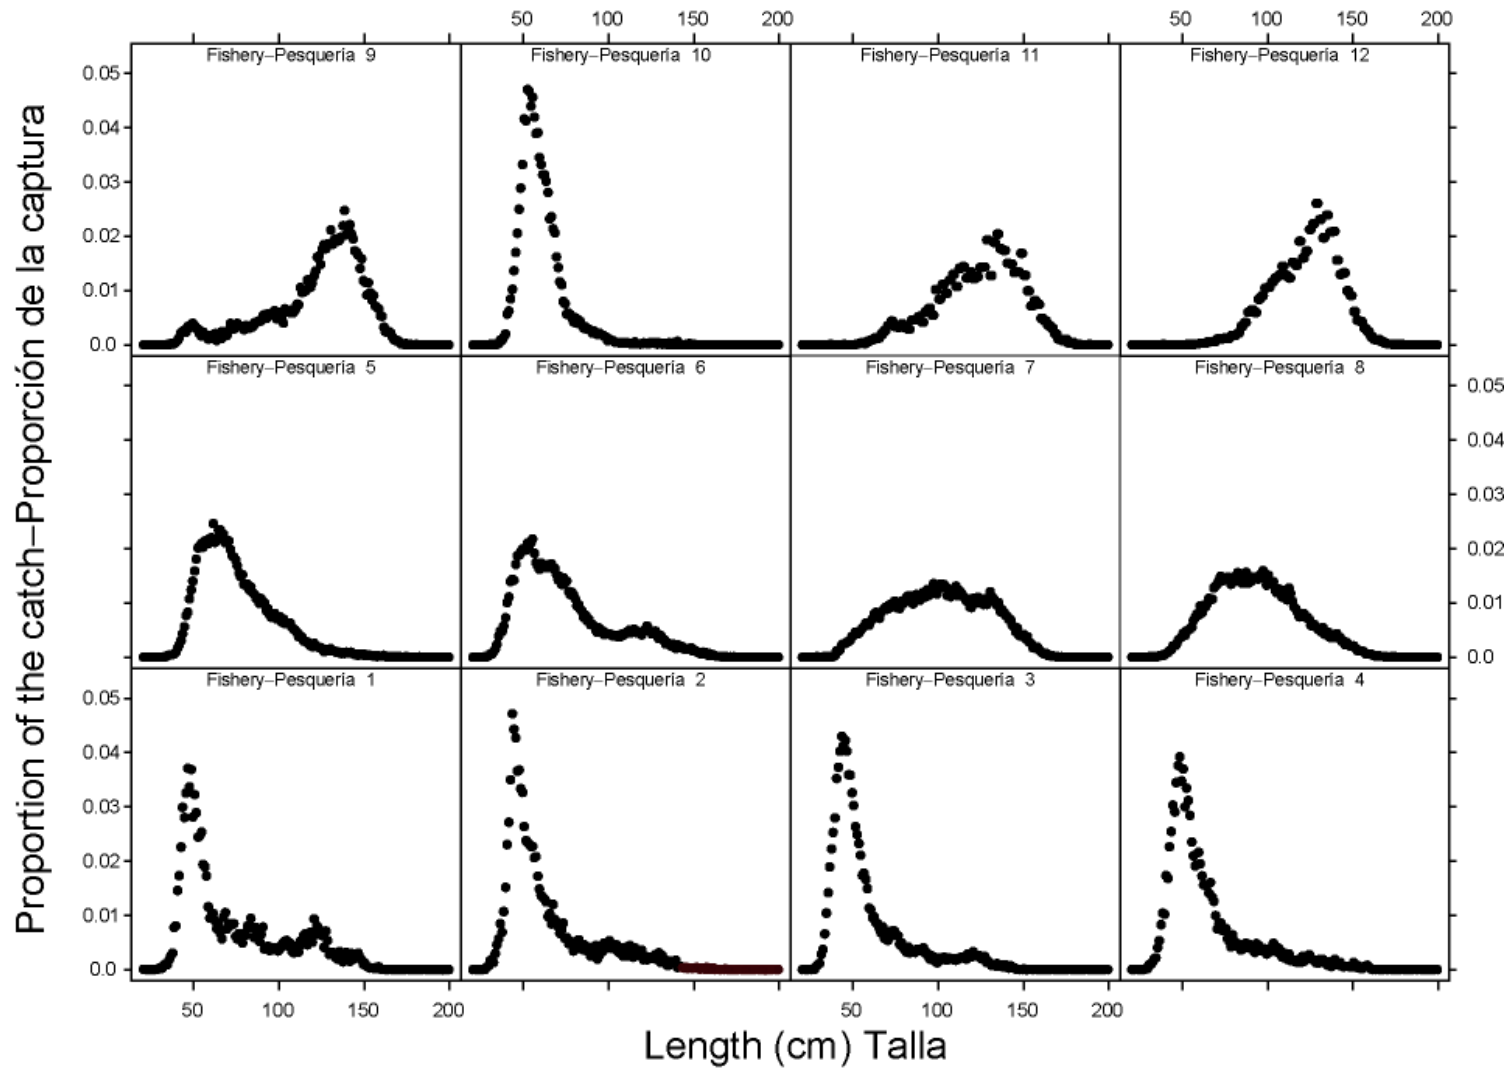 50 100 150 200 50 100 150 200
Fishery–Pesquería 9 Fishery–Pesquería 10 Fishery–Pesquería 11 Fishery–Pesquería 12
0.05
0.04
0.03
0.02
0.01
0.0
Fishery–Pesquería 5 Fishery–Pesquería 6 Fishery–Pesquería 7 Fishery–Pesquería 8
0.05
0.04
0.03
0.02
0.01
0.0
Fishery–Pesquería 1 Fishery–Pesquería 2 Fishery–Pesquería 3 Fishery–Pesquería 4
0.05
0.04
0.03
0.02
0.01
0.0
50 100 150 200 50 100 150 200
Length (cm) Talla
Proportion of the catch–Proporción de la captura